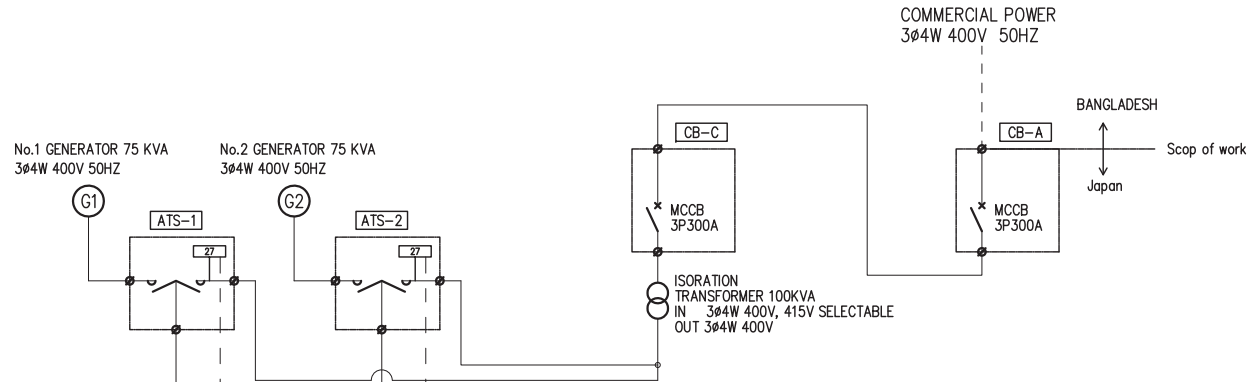 COMMERCIAL POWER
3ø4W 400V 50HZ
BANGLADESH
CB-C
CB-A
No.1 GENERATOR 75 KVA
3ø4W 400V 50HZ
No.2 GENERATOR 75 KVA
3ø4W 400V 50HZ
Scop of work
Japan
G1
G2
MCCB
3P300A
MCCB
3P300A
ATS-1
ATS-2
27
27
ISORATION
TRANSFORMER 100KVA
IN 3ø4W 400V, 415V SELECTABLE
OUT 3ø4W 400V